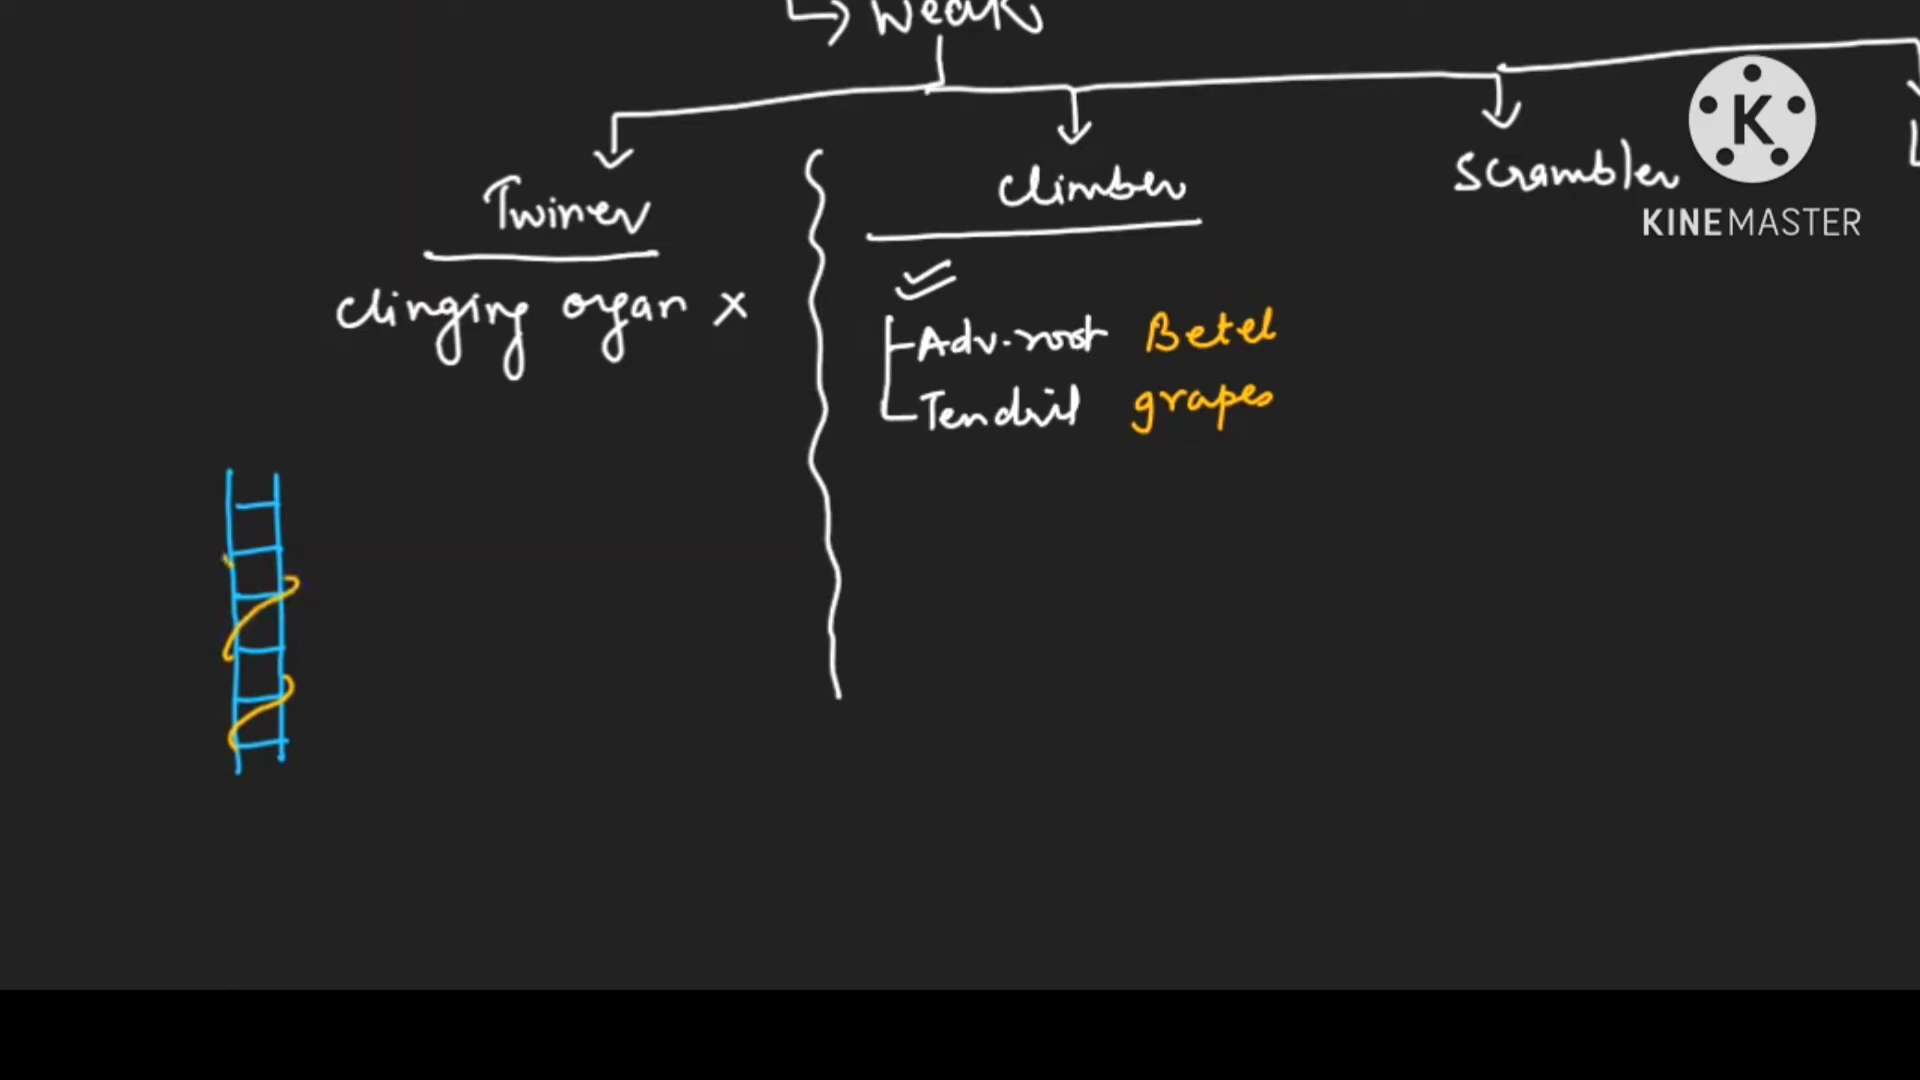 ↳ Weak
Twiner
climber
Scrambler
K
KINEMASTER
clinging organ x
Adv. root Betel
Tendril grapes